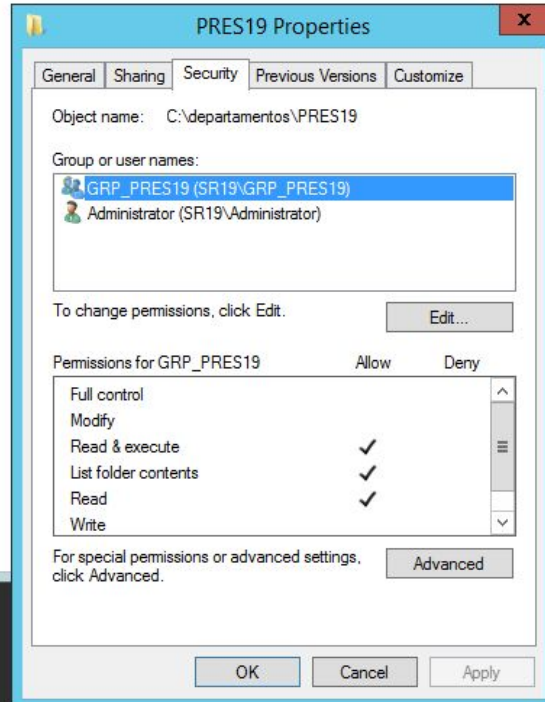 PRES19 Properties
x
General Sharing Security Previous Versions Customize
Object name: C:\departamentos\PRES19
Group or user names:
GRP_PRES19 (SR19\GRP_PRES19)
Administrator (SR19\Administrator)
To change permissions, click Edit.
Edit...
Permissions for GRP_PRES19 Allow Deny
Full control
Modify
Read & execute
List folder contents
Read
Write
For special permissions or advanced settings,
click Advanced.
Advanced
OK Cancel Apply